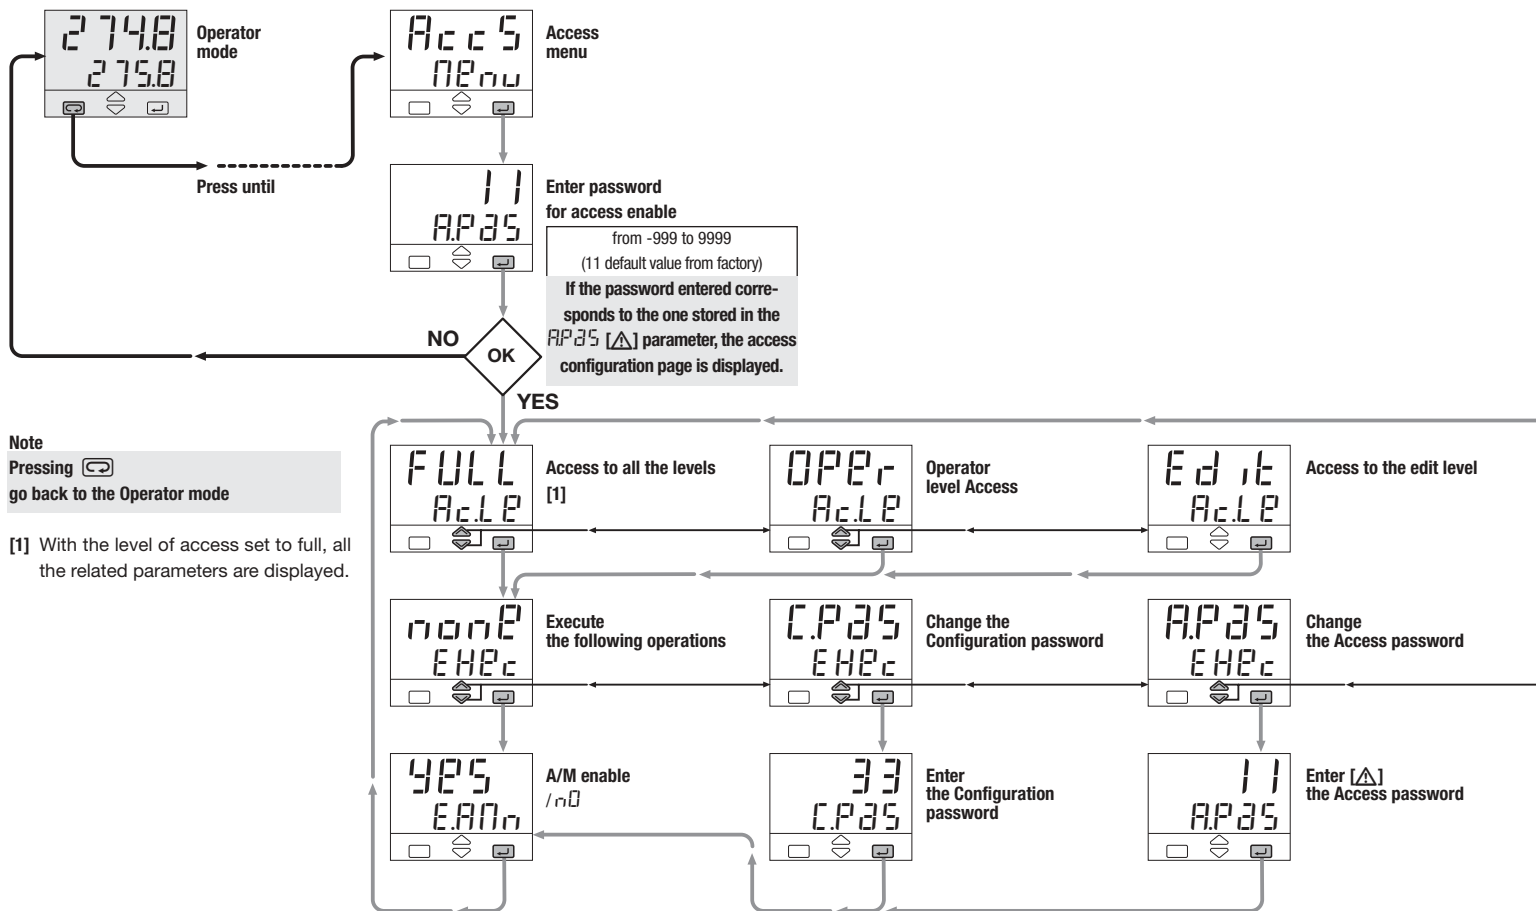 274.8
275.8
Operator
mode
AccS
MEnu
Access
menu
Press until
11
A.PaS
Enter password
for access enable
from -999 to 9999
(11 default value from factory)
If the password entered corre-
sponds to the one stored in the
A.PaS [⚠] parameter, the access
configuration page is displayed.
NO
OK
YES
Note
Pressing
go back to the Operator mode
[1] With the level of access set to full, all
the related parameters are displayed.
FULL
Ac.LE
Access to all the levels
[1]
OPEr
Ac.LE
Operator
level Access
Edit
Ac.LE
Access to the edit level
nonE
EHEc
Execute
the following operations
C.PaS
EHEc
Change the
Configuration password
A.PaS
EHEc
Change
the Access password
YES
E.AMn
A/M enable
/ nO
33
C.PaS
Enter
the Configuration
password
11
A.PaS
Enter [⚠]
the Access password